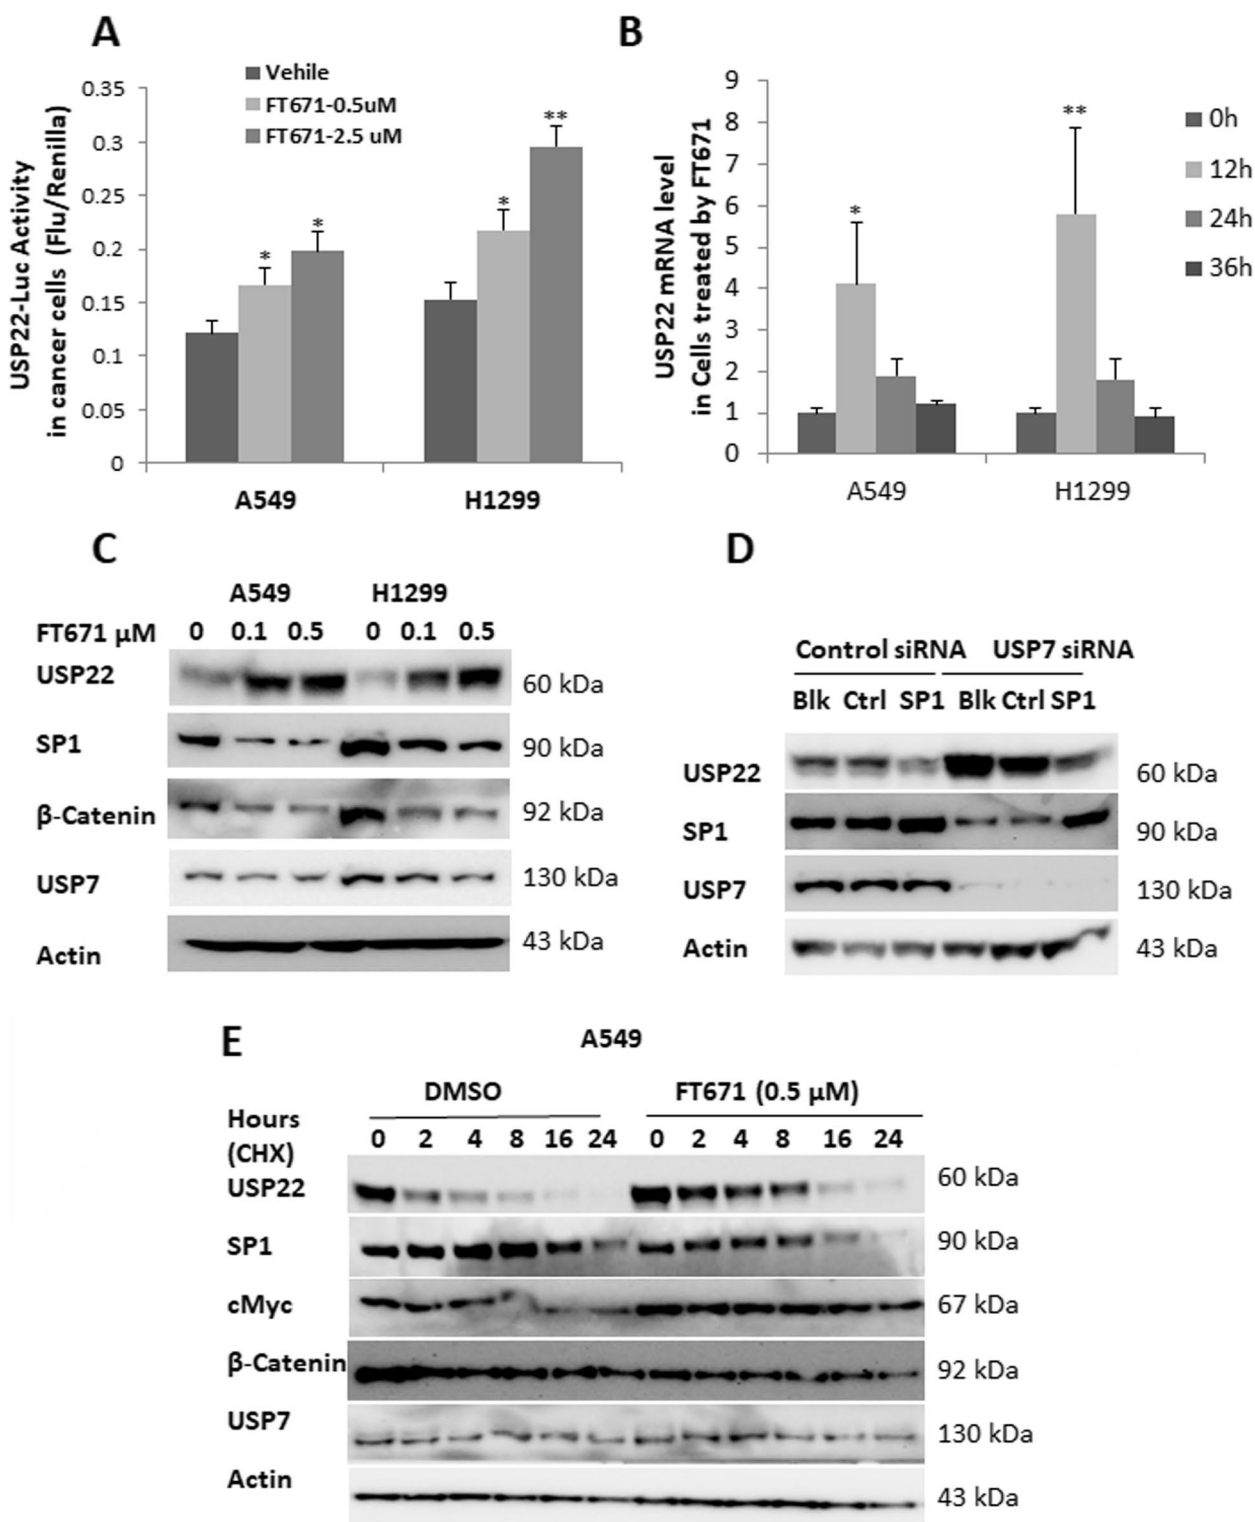 A
B
Vehile
FT671-0.5uM
FT671-2.5 uM
USP22-Luc Activity
in cancer cells (Flu/Renilla)
0.35
0.3
0.25
0.2
0.15
0.1
0.05
0
* * * **
A549 H1299
USP22 mRNA level
in Cells treated by FT671
9
8
7
6
5
4
3
2
1
0
* **
0h
12h
24h
36h
A549 H1299
C
A549 H1299
FT671 µM 0 0.1 0.5 0 0.1 0.5
USP22 60 kDa
SP1 90 kDa
β-Catenin 92 kDa
USP7 130 kDa
Actin 43 kDa
D
Control siRNA USP7 siRNA
Blk Ctrl SP1 Blk Ctrl SP1
USP22 60 kDa
SP1 90 kDa
USP7 130 kDa
Actin 43 kDa
E
A549
DMSO FT671 (0.5 µM)
Hours
(CHX) 0 2 4 8 16 24 0 2 4 8 16 24
USP22 60 kDa
SP1 90 kDa
cMyc 67 kDa
β-Catenin 92 kDa
USP7 130 kDa
Actin 43 kDa